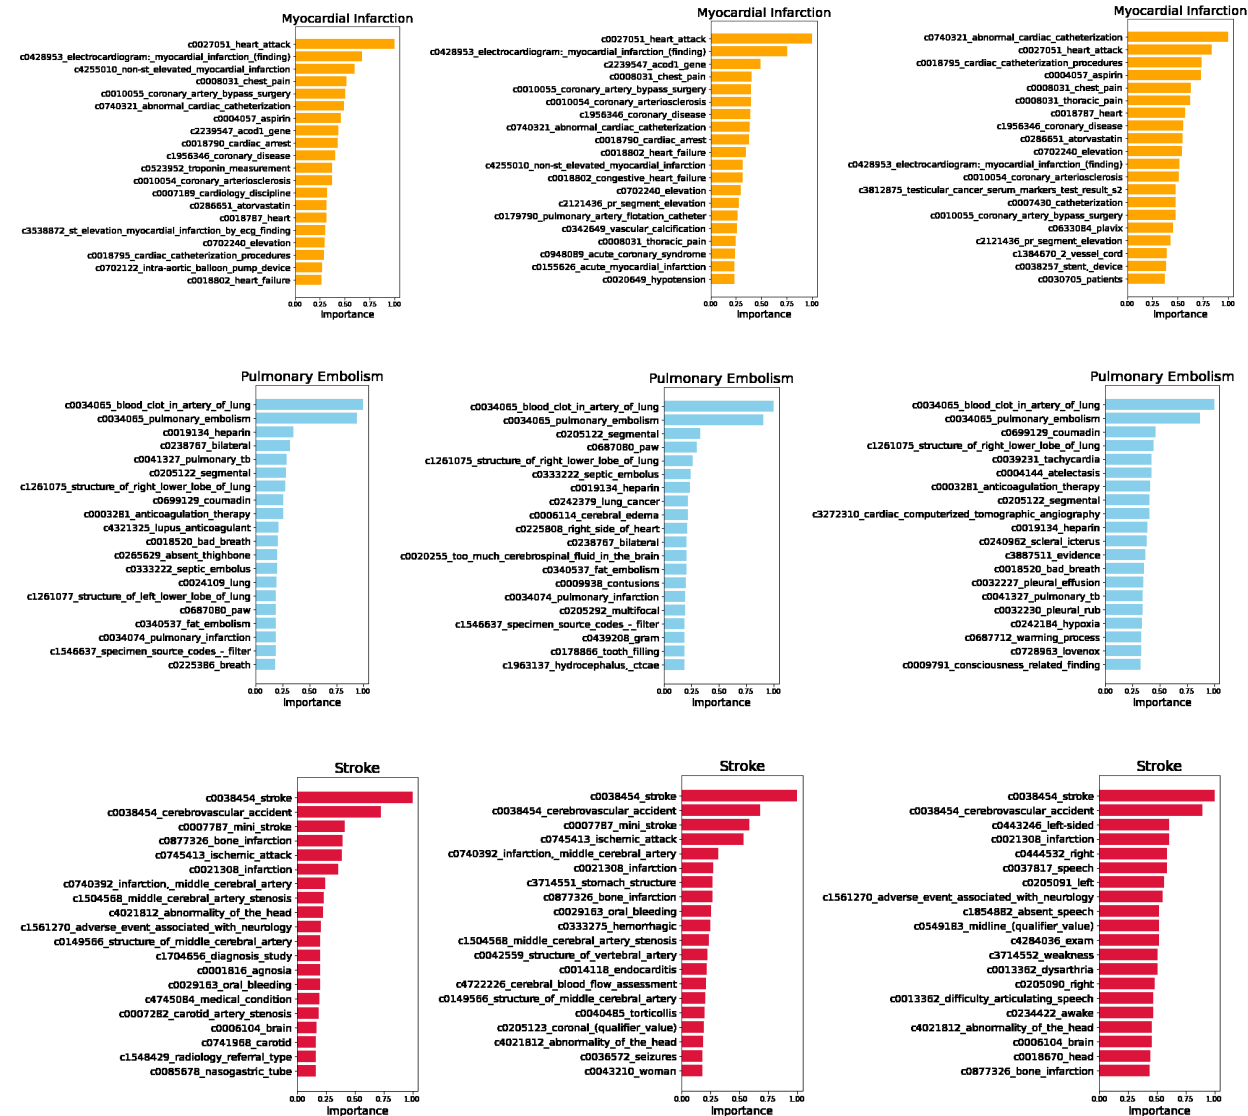 Myocardial Infarction
c0027051_heart_attack
c0428953_electrocardiogram:_myocardial_infarction_(finding)
c4255010_non-st_elevated_myocardial_infarction
c0008031_chest_pain
c0010055_coronary_artery_bypass_surgery
c0740321_abnormal_cardiac_catheterization
c0004057_aspirin
c2239547_acod1_gene
c0018790_cardiac_arrest
c1956346_coronary_disease
c0523952_troponin_measurement
c0010054_coronary_arteriosclerosis
c0007189_cardiology_discipline
c0286651_atorvastatin
c0018787_heart
c3538872_st_elevation_myocardial_infarction_by_ecg_finding
c0702240_elevation
c0018795_cardiac_catheterization_procedures
c0702122_intra-aortic_balloon_pump_device
c0018802_heart_failure
0.00 0.25 0.50 0.75 1.00
Importance
Myocardial Infarction
c0027051_heart_attack
c0428953_electrocardiogram:_myocardial_infarction_(finding)
c2239547_acod1_gene
c0008031_chest_pain
c0010055_coronary_artery_bypass_surgery
c0010054_coronary_arteriosclerosis
c1956346_coronary_disease
c0740321_abnormal_cardiac_catheterization
c0018790_cardiac_arrest
c0018802_heart_failure
c4255010_non-st_elevated_myocardial_infarction
c0018802_congestive_heart_failure
c0702240_elevation
c2121436_pr_segment_elevation
c0179790_pulmonary_artery_flotation_catheter
c0342649_vascular_calcification
c0008031_thoracic_pain
c0948089_acute_coronary_syndrome
c0155626_acute_myocardial_infarction
c0020649_hypotension
0.00 0.25 0.50 0.75 1.00
Importance
Myocardial Infarction
c0740321_abnormal_cardiac_catheterization
c0027051_heart_attack
c0018795_cardiac_catheterization_procedures
c0004057_aspirin
c0008031_chest_pain
c0008031_thoracic_pain
c0018787_heart
c1956346_coronary_disease
c0286651_atorvastatin
c0702240_elevation
c0428953_electrocardiogram:_myocardial_infarction_(finding)
c0010054_coronary_arteriosclerosis
c3812875_testicular_cancer_serum_markers_test_result_s2
c0007430_catheterization
c0010055_coronary_artery_bypass_surgery
c0633084_plavix
c2121436_pr_segment_elevation
c1384670_2_vessel_cord
c0038257_stent,_device
c0030705_patients
0.00 0.25 0.50 0.75 1.00
Importance
Pulmonary Embolism
c0034065_blood_clot_in_artery_of_lung
c0034065_pulmonary_embolism
c0019134_heparin
c0238767_bilateral
c0041327_pulmonary_tb
c0205122_segmental
c1261075_structure_of_right_lower_lobe_of_lung
c0699129_coumadin
c0003281_anticoagulation_therapy
c4321325_lupus_anticoagulant
c0018520_bad_breath
c0265629_absent_thighbone
c0333222_septic_embolus
c0024109_lung
c1261077_structure_of_left_lower_lobe_of_lung
c0687080_paw
c0340537_fat_embolism
c0034074_pulmonary_infarction
c1546637_specimen_source_codes_-_filter
c0225386_breath
0.00 0.25 0.50 0.75 1.00
Importance
Pulmonary Embolism
c0034065_blood_clot_in_artery_of_lung
c0034065_pulmonary_embolism
c0205122_segmental
c0687080_paw
c1261075_structure_of_right_lower_lobe_of_lung
c0333222_septic_embolus
c0019134_heparin
c0242379_lung_cancer
c0006114_cerebral_edema
c0225808_right_side_of_heart
c0238767_bilateral
c0020255_too_much_cerebrospinal_fluid_in_the_brain
c0340537_fat_embolism
c0009938_contusions
c0034074_pulmonary_infarction
c0205292_multifocal
c1546637_specimen_source_codes_-_filter
c0439208_gram
c0178866_tooth_filling
c1963137_hydrocephalus,_ctcae
0.00 0.25 0.50 0.75 1.00
Importance
Pulmonary Embolism
c0034065_blood_clot_in_artery_of_lung
c0034065_pulmonary_embolism
c0699129_coumadin
c1261075_structure_of_right_lower_lobe_of_lung
c0039231_tachycardia
c0004144_atelectasis
c0003281_anticoagulation_therapy
c0205122_segmental
c3272310_cardiac_computerized_tomographic_angiography
c0019134_heparin
c0240962_scleral_icterus
c3887511_evidence
c0018520_bad_breath
c0032227_pleural_effusion
c0041327_pulmonary_tb
c0032230_pleural_rub
c0242184_hypoxia
c0687712_warming_process
c0728963_lovenox
c0009791_consciousness_related_finding
0.00 0.25 0.50 0.75 1.00
Importance
Stroke
c0038454_stroke
c0038454_cerebrovascular_accident
c0007787_mini_stroke
c0877326_bone_infarction
c0745413_ischemic_attack
c0021308_infarction
c0740392_infarction,_middle_cerebral_artery
c1504568_middle_cerebral_artery_stenosis
c4021812_abnormality_of_the_head
c1561270_adverse_event_associated_with_neurology
c0149566_structure_of_middle_cerebral_artery
c1704656_diagnosis_study
c0001816_agnosia
c0029163_oral_bleeding
c4745084_medical_condition
c0007282_carotid_artery_stenosis
c0006104_brain
c0741968_carotid
c1548429_radiology_referral_type
c0085678_nasogastric_tube
0.00 0.25 0.50 0.75 1.00
Importance
Stroke
c0038454_stroke
c0038454_cerebrovascular_accident
c0007787_mini_stroke
c0745413_ischemic_attack
c0740392_infarction,_middle_cerebral_artery
c0021308_infarction
c3714551_stomach_structure
c0877326_bone_infarction
c0029163_oral_bleeding
c0333275_hemorrhagic
c1504568_middle_cerebral_artery_stenosis
c0042559_structure_of_vertebral_artery
c0014118_endocarditis
c4722226_cerebral_blood_flow_assessment
c0149566_structure_of_middle_cerebral_artery
c0040485_torticollis
c0205123_coronal_(qualifier_value)
c4021812_abnormality_of_the_head
c0036572_seizures
c0043210_woman
0.00 0.25 0.50 0.75 1.00
Importance
Stroke
c0038454_stroke
c0038454_cerebrovascular_accident
c0443246_left-sided
c0021308_infarction
c0444532_right
c0037817_speech
c0205091_left
c1561270_adverse_event_associated_with_neurology
c1854882_absent_speech
c0549183_midline_(qualifier_value)
c4284036_exam
c3714552_weakness
c0013362_dysarthria
c0205090_right
c0013362_difficulty_articulating_speech
c0234422_awake
c4021812_abnormality_of_the_head
c0006104_brain
c0018670_head
c0877326_bone_infarction
0.00 0.25 0.50 0.75 1.00
Importance